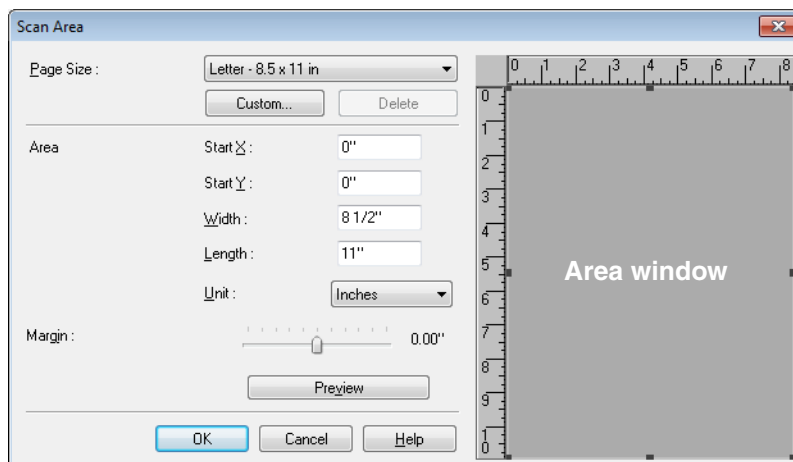 Scan Area
Page Size :
Letter - 8.5 x 11 in
Custom...
Delete
Area
Start X :
0"
Start Y :
0"
Width :
8 1/2"
Length :
11"
Unit :
Inches
Margin :
0.00"
Preview
OK
Cancel
Help
0 1 2 3 4 5 6 7 8
0
1
2
3
4
5
6
7
8
9
10
Area window